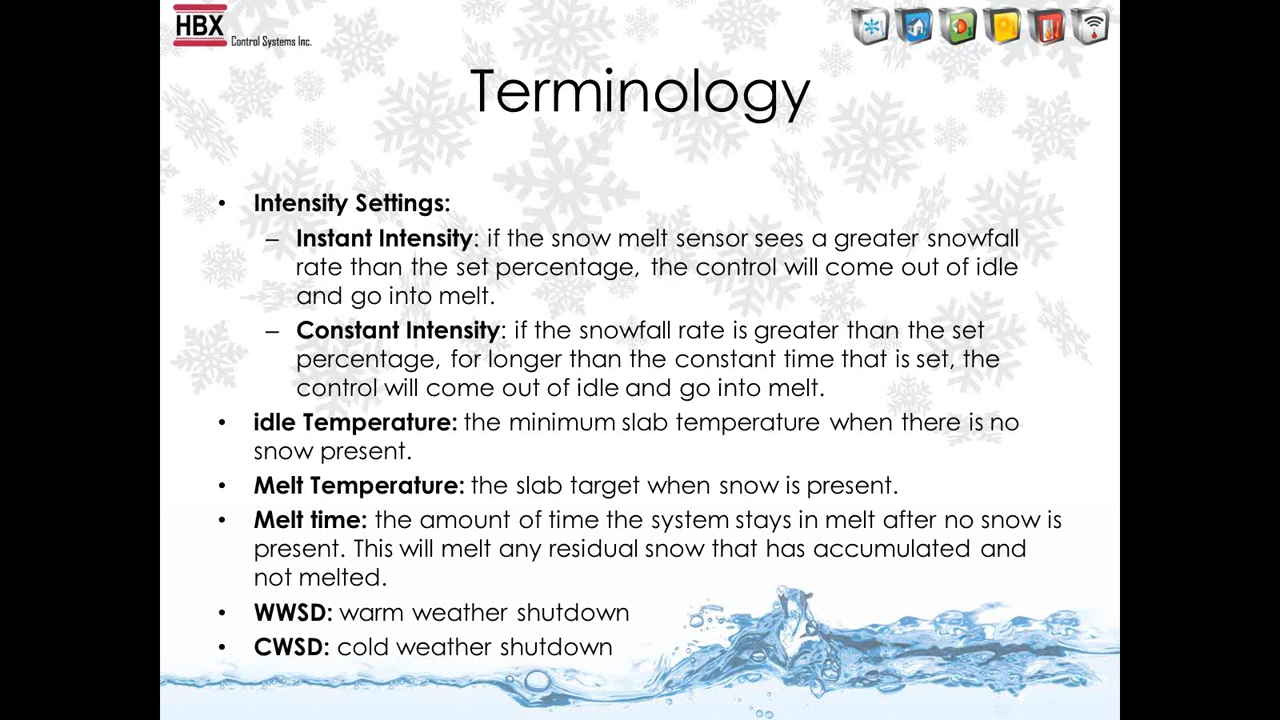 HBX
Control Systems Inc.
Terminology
• Intensity Settings:
– Instant Intensity: if the snow melt sensor sees a greater snowfall
rate than the set percentage, the control will come out of idle
and go into melt.
– Constant Intensity: if the snowfall rate is greater than the set
percentage, for longer than the constant time that is set, the
control will come out of idle and go into melt.
• idle Temperature: the minimum slab temperature when there is no
snow present.
• Melt Temperature: the slab target when snow is present.
• Melt time: the amount of time the system stays in melt after no snow is
present. This will melt any residual snow that has accumulated and
not melted.
• WWSD: warm weather shutdown
• CWSD: cold weather shutdown